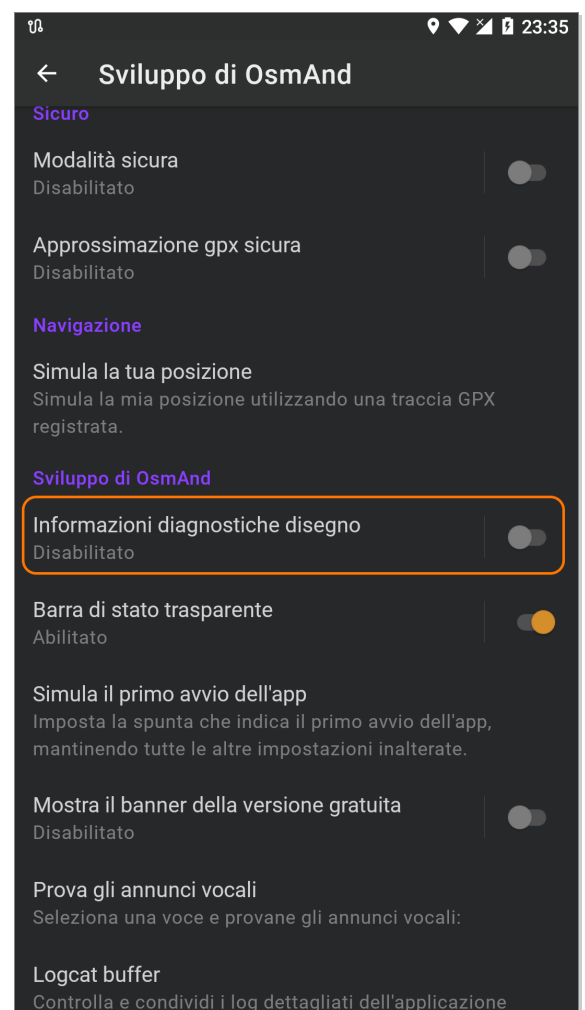 23:35
Sviluppo di OsmAnd
Sicuro
Modalità sicura
Disabilitato
Approssimazione gpx sicura
Disabilitato
Navigazione
Simula la tua posizione
Simula la mia posizione utilizzando una traccia GPX
registrata.
Sviluppo di OsmAnd
Informazioni diagnostiche disegno
Disabilitato
Barra di stato trasparente
Abilitato
Simula il primo avvio dell'app
Imposta la spunta che indica il primo avvio dell'app,
mantinendo tutte le altre impostazioni inalterate.
Mostra il banner della versione gratuita
Disabilitato
Prova gli annunci vocali
Seleziona una voce e provane gli annunci vocali:
Logcat buffer
Controlla e condividi i log dettagliati dell'applicazione